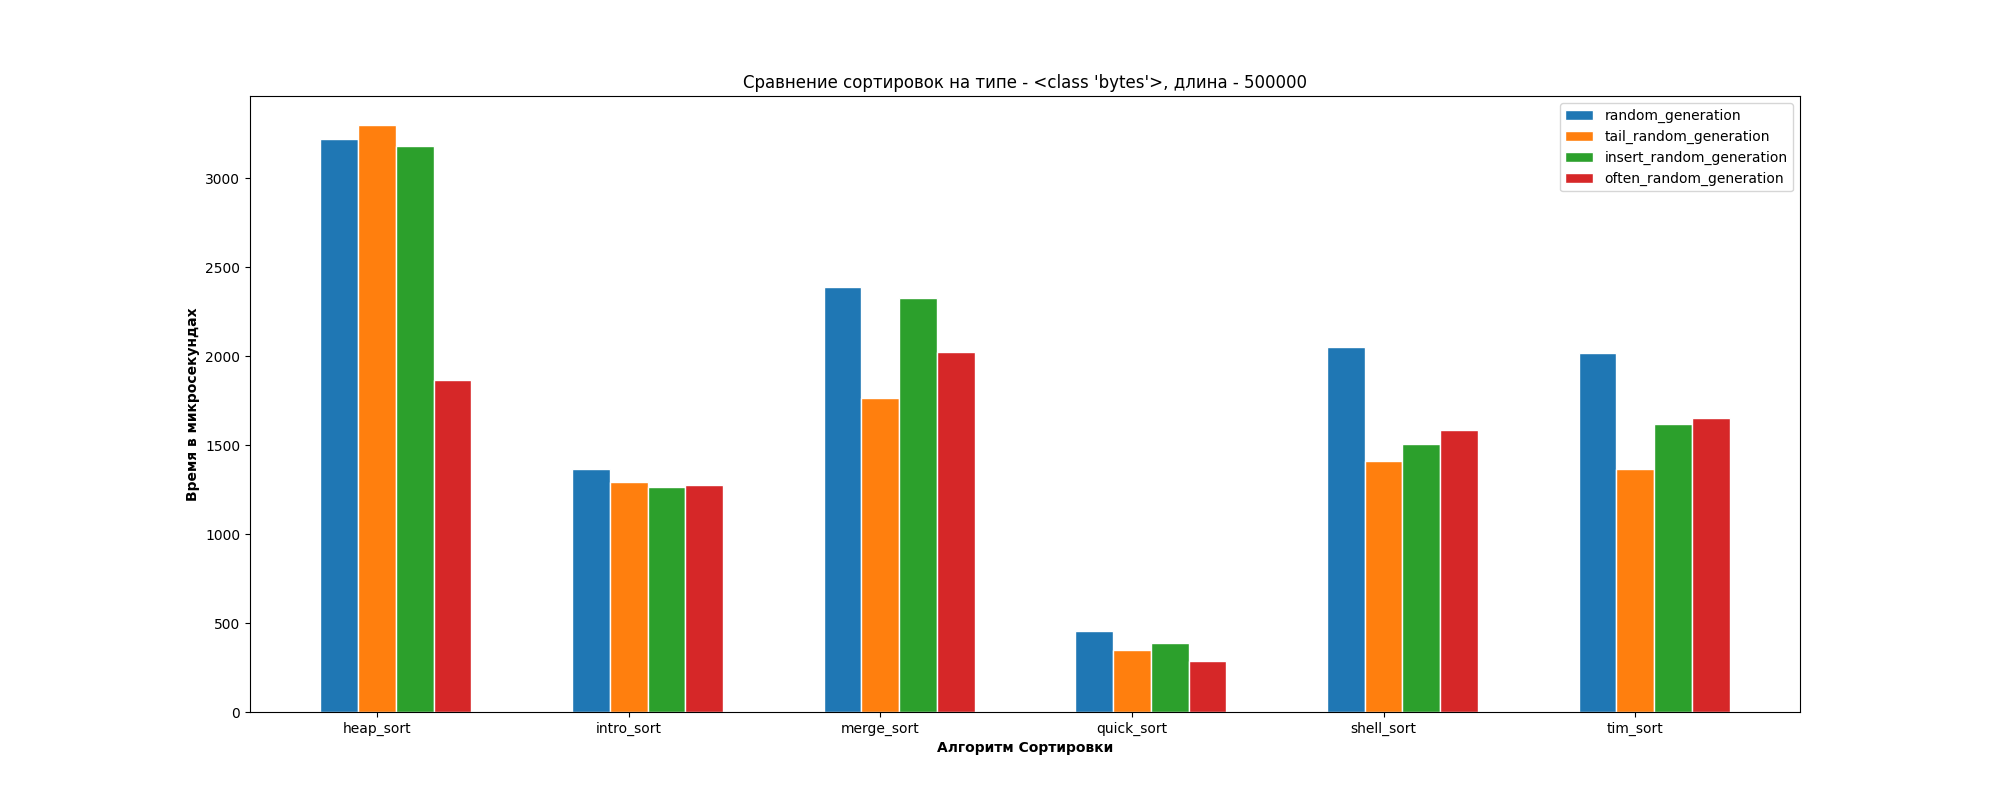 Сравнение сортировок на типе - <class 'bytes'>, длина - 500000
random_generation
tail_random_generation
insert_random_generation
often_random_generation
Время в микросекундах
3000
2500
2000
1500
1000
500
0
heap_sort
intro_sort
merge_sort
quick_sort
shell_sort
tim_sort
Алгоритм Сортировки